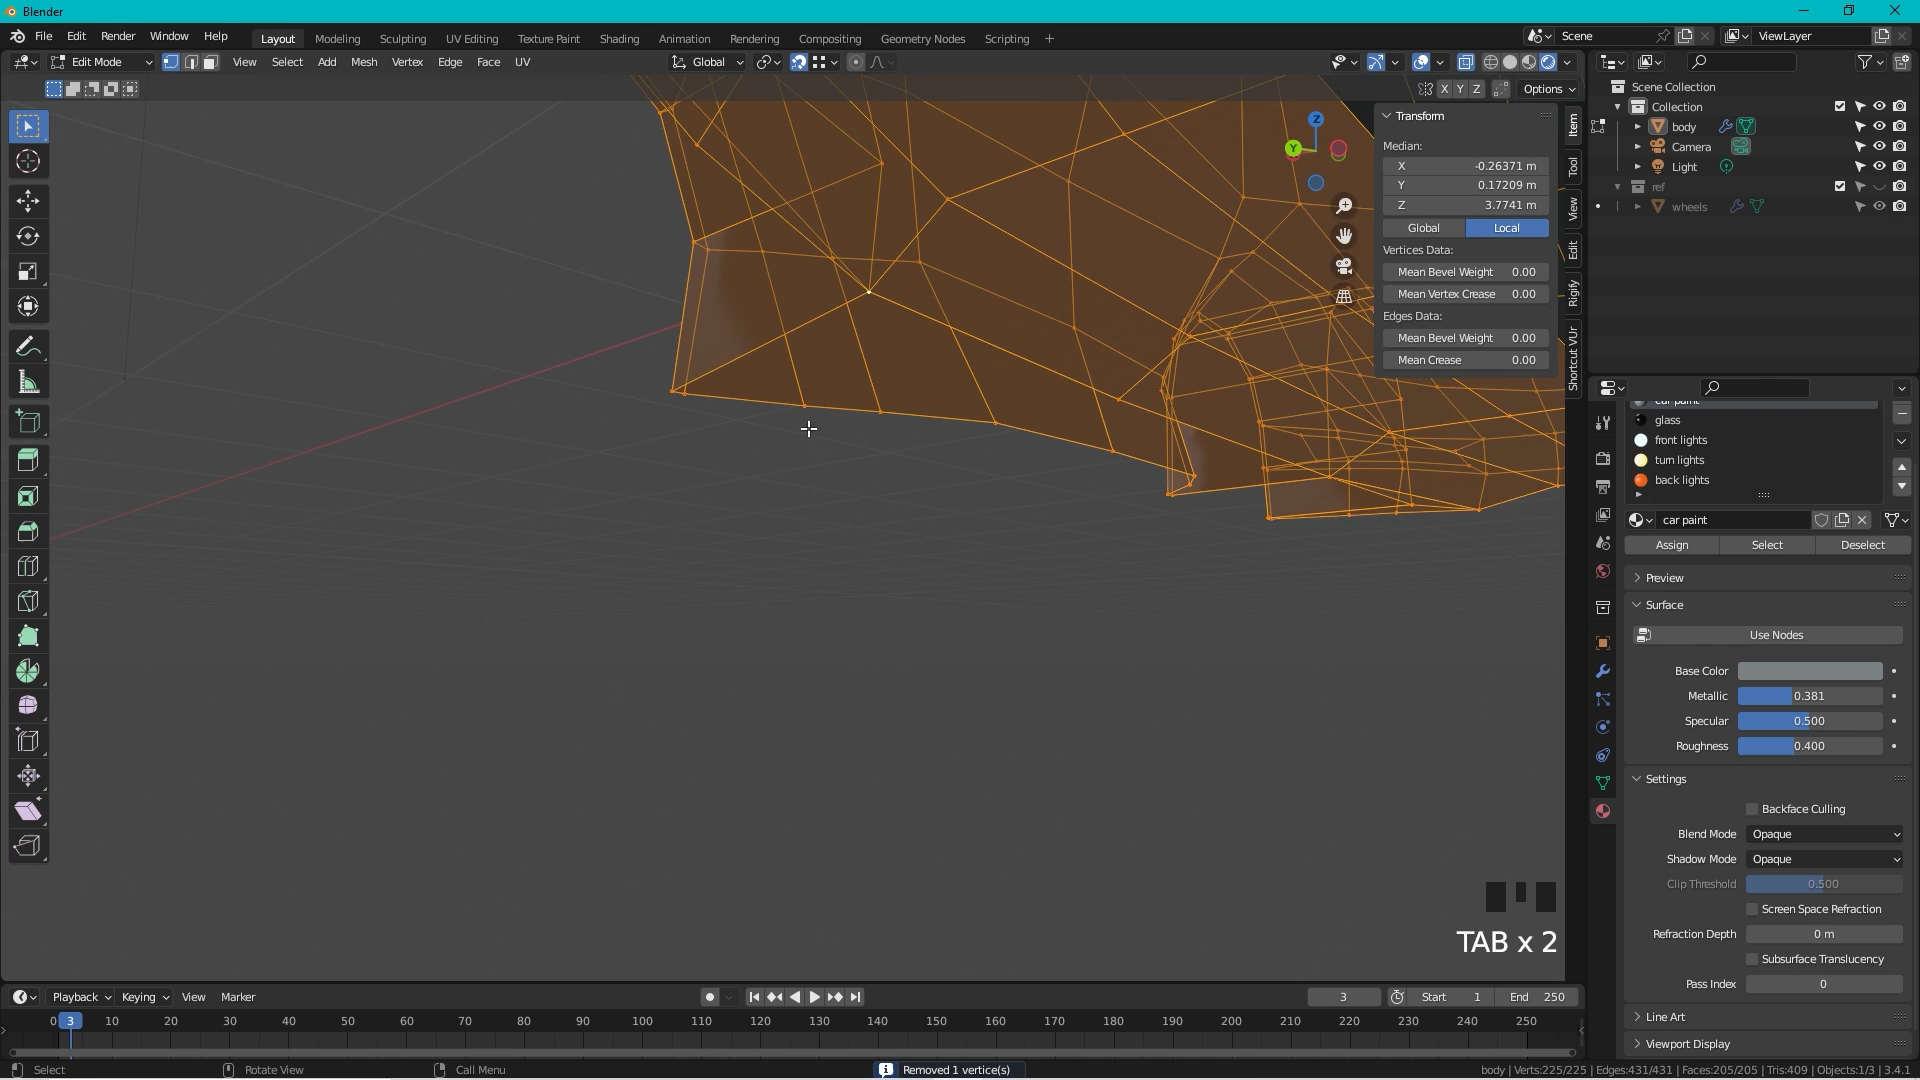 Blender
File Edit Render Window Help
Layout Modeling Sculpting UV Editing Texture Paint Shading Animation Rendering Compositing Geometry Nodes Scripting +
Scene
ViewLayer
Edit Mode
View Select Add Mesh Vertex Edge Face UV
Global
X Y Z
Options
Z
Y
Transform
Median:
X -0.26371 m
Y 0.17209 m
Z 3.7741 m
Global Local
Vertices Data:
Mean Bevel Weight 0.00
Mean Vertex Crease 0.00
Edges Data:
Mean Bevel Weight 0.00
Mean Crease 0.00
Item
Tool
View
Edit
Rigify
Shortcut VUr
Scene Collection
Collection
body
Camera
Light
ref
wheels
car paint
glass
front lights
turn lights
back lights
car paint
Assign Select Deselect
Preview
Surface
Use Nodes
Base Color
Metallic 0.381
Specular 0.500
Roughness 0.400
Settings
Backface Culling
Blend Mode Opaque
Shadow Mode Opaque
Clip Threshold 0.500
Screen Space Refraction
Refraction Depth 0 m
Subsurface Translucency
Pass Index 0
Line Art
Viewport Display
TAB x 2
Playback Keying View Marker
3
Start 1
End 250
0 3 10 20 30 40 50 60 70 80 90 100 110 120 130 140 150 160 170 180 190 200 210 220 230 240 250
Select
Rotate View
Call Menu
Removed 1 vertice(s)
body | Verts:225/225 | Edges:431/431 | Faces:205/205 | Tris:409 | Objects:1/3 | 3.4.1